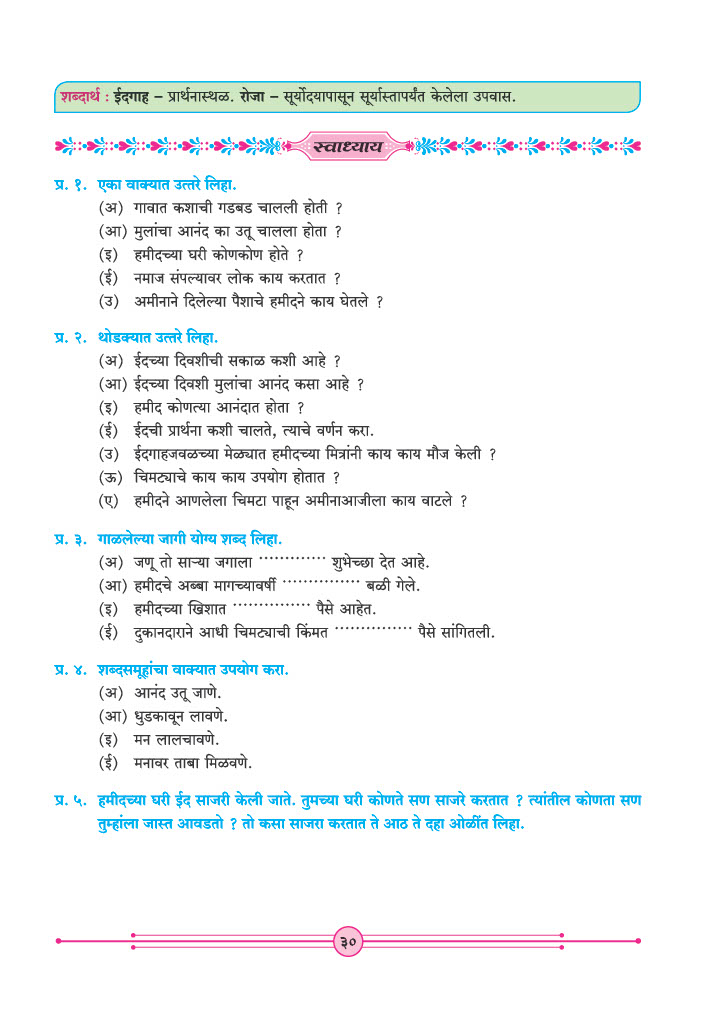 शब्दार्थ : ईदगाह – प्रार्थनास्थळ. रोजा – सूर्योदयापासून सूर्यास्तापर्यंत केलेला उपवास.
स्वाध्याय
प्र. १. एका वाक्यात उत्तरे लिहा.
(अ) गावात कशाची गडबड चालली होती ?
(आ) मुलांचा आनंद का उतू चालला होता ?
(इ) हमीदच्या घरी कोणकोण होते ?
(ई) नमाज संपल्यावर लोक काय करतात ?
(उ) अमीनाने दिलेल्या पैशाचे हमीदने काय घेतले ?
प्र. २. थोडक्यात उत्तरे लिहा.
(अ) ईदच्या दिवशीची सकाळ कशी आहे ?
(आ) ईदच्या दिवशी मुलांचा आनंद कसा आहे ?
(इ) हमीद कोणत्या आनंदात होता ?
(ई) ईदची प्रार्थना कशी चालते, त्याचे वर्णन करा.
(उ) ईदगाहजवळच्या मेळ्यात हमीदच्या मित्रांनी काय काय मौज केली ?
(ऊ) चिमट्याचे काय काय उपयोग होतात ?
(ए) हमीदने आणलेला चिमटा पाहून अमीनाआजीला काय वाटले ?
प्र. ३. गाळलेल्या जागी योग्य शब्द लिहा.
(अ) जणू तो साऱ्या जगाला ............. शुभेच्छा देत आहे.
(आ) हमीदचे अब्बा मागच्यावर्षी ............... बळी गेले.
(इ) हमीदच्या खिशात ............... पैसे आहेत.
(ई) दुकानदाराने आधी चिमट्याची किंमत ............... पैसे सांगितली.
प्र. ४. शब्दसमूहांचा वाक्यात उपयोग करा.
(अ) आनंद उतू जाणे.
(आ) धुडकावून लावणे.
(इ) मन लालचावणे.
(ई) मनावर ताबा मिळवणे.
प्र. ५. हमीदच्या घरी ईद साजरी केली जाते. तुमच्या घरी कोणते सण साजरे करतात ? त्यांतील कोणता सण
तुम्हांला जास्त आवडतो ? तो कसा साजरा करतात ते आठ ते दहा ओळींत लिहा.
३०